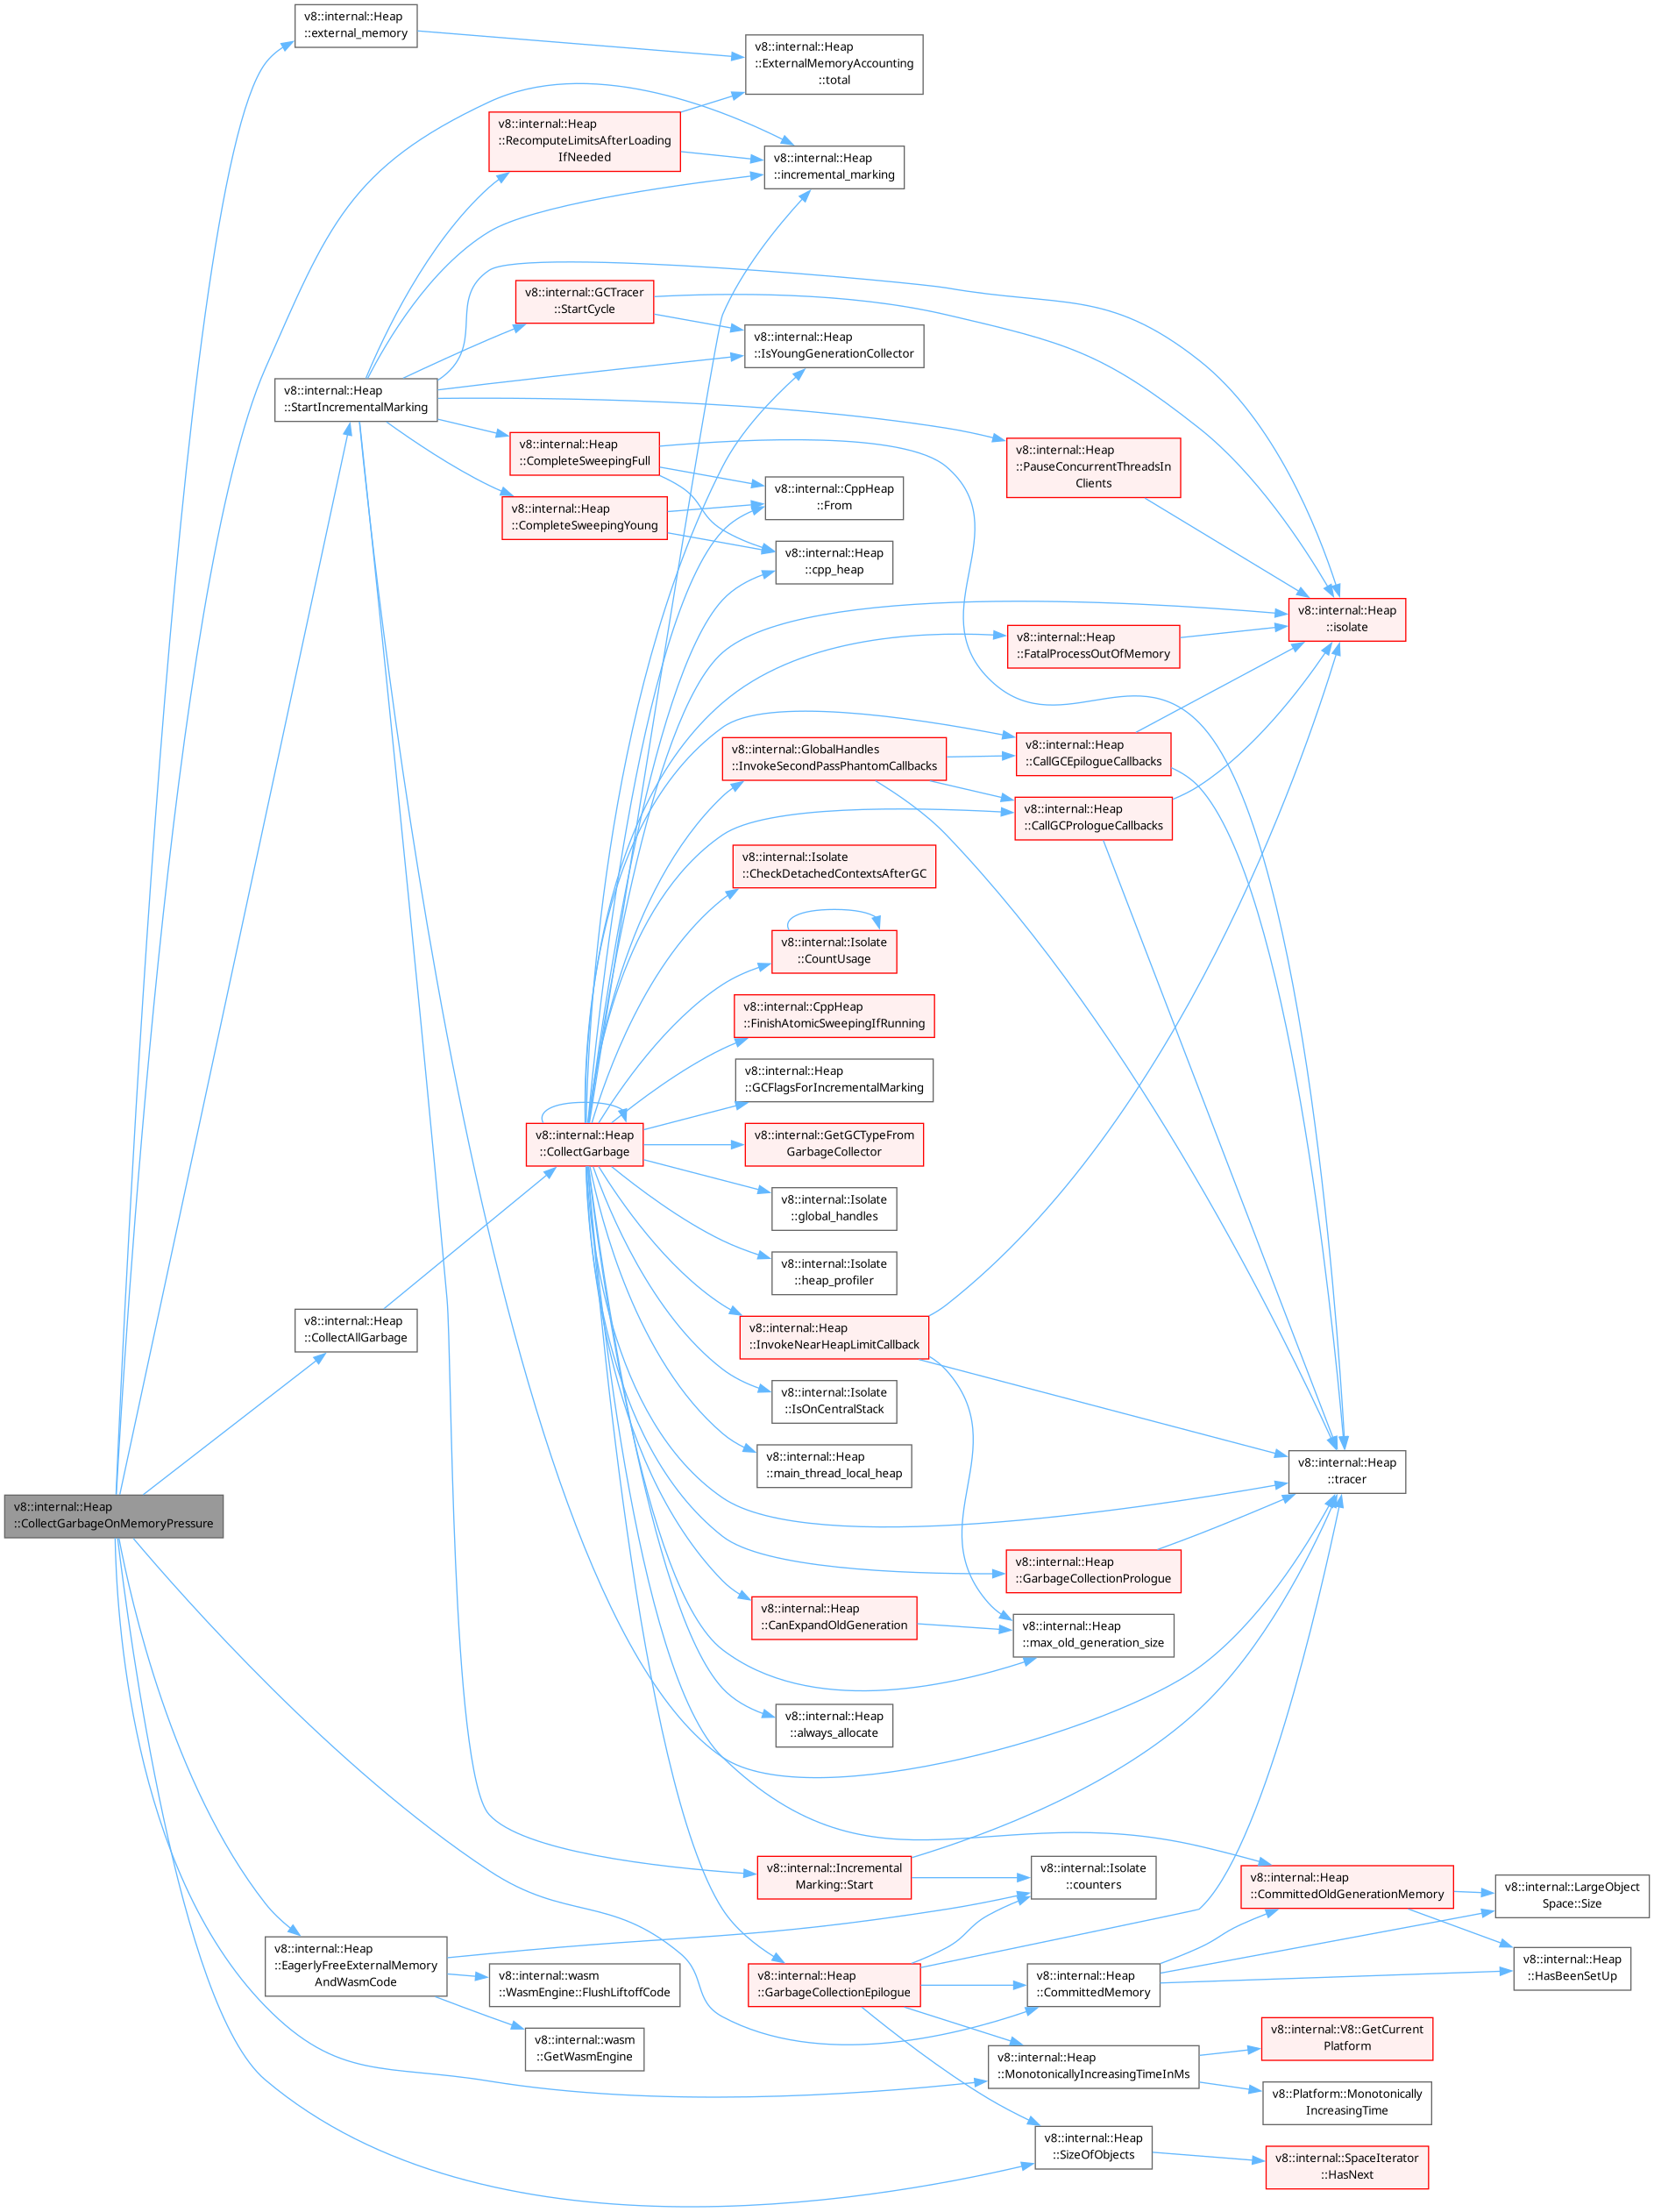 v8::internal::Heap
::external_memory
v8::internal::Heap
::ExternalMemoryAccounting
::total
v8::internal::Heap
::RecomputeLimitsAfterLoading
IfNeeded
v8::internal::Heap
::incremental_marking
v8::internal::GCTracer
::StartCycle
v8::internal::Heap
::IsYoungGenerationCollector
v8::internal::Heap
::StartIncrementalMarking
v8::internal::Heap
::CompleteSweepingFull
v8::internal::Heap
::PauseConcurrentThreadsIn
Clients
v8::internal::CppHeap
::From
v8::internal::Heap
::CompleteSweepingYoung
v8::internal::Heap
::cpp_heap
v8::internal::Heap
::isolate
v8::internal::Heap
::FatalProcessOutOfMemory
v8::internal::GlobalHandles
::InvokeSecondPassPhantomCallbacks
v8::internal::Heap
::CallGCEpilogueCallbacks
v8::internal::Heap
::CallGCPrologueCallbacks
v8::internal::Isolate
::CheckDetachedContextsAfterGC
v8::internal::Isolate
::CountUsage
v8::internal::CppHeap
::FinishAtomicSweepingIfRunning
v8::internal::Heap
::GCFlagsForIncrementalMarking
v8::internal::Heap
::CollectGarbage
v8::internal::GetGCTypeFrom
GarbageCollector
v8::internal::Isolate
::global_handles
v8::internal::Isolate
::heap_profiler
v8::internal::Heap
::CollectAllGarbage
v8::internal::Heap
::InvokeNearHeapLimitCallback
v8::internal::Isolate
::IsOnCentralStack
v8::internal::Heap
::main_thread_local_heap
v8::internal::Heap
::tracer
v8::internal::Heap
::CollectGarbageOnMemoryPressure
v8::internal::Heap
::GarbageCollectionPrologue
v8::internal::Heap
::CanExpandOldGeneration
v8::internal::Heap
::max_old_generation_size
v8::internal::Heap
::always_allocate
v8::internal::Incremental
Marking::Start
v8::internal::Isolate
::counters
v8::internal::Heap
::CommittedOldGenerationMemory
v8::internal::LargeObject
Space::Size
v8::internal::Heap
::EagerlyFreeExternalMemory
AndWasmCode
v8::internal::wasm
::WasmEngine::FlushLiftoffCode
v8::internal::Heap
::GarbageCollectionEpilogue
v8::internal::Heap
::CommittedMemory
v8::internal::Heap
::HasBeenSetUp
v8::internal::wasm
::GetWasmEngine
v8::internal::Heap
::MonotonicallyIncreasingTimeInMs
v8::internal::V8::GetCurrent
Platform
v8::Platform::Monotonically
IncreasingTime
v8::internal::Heap
::SizeOfObjects
v8::internal::SpaceIterator
::HasNext